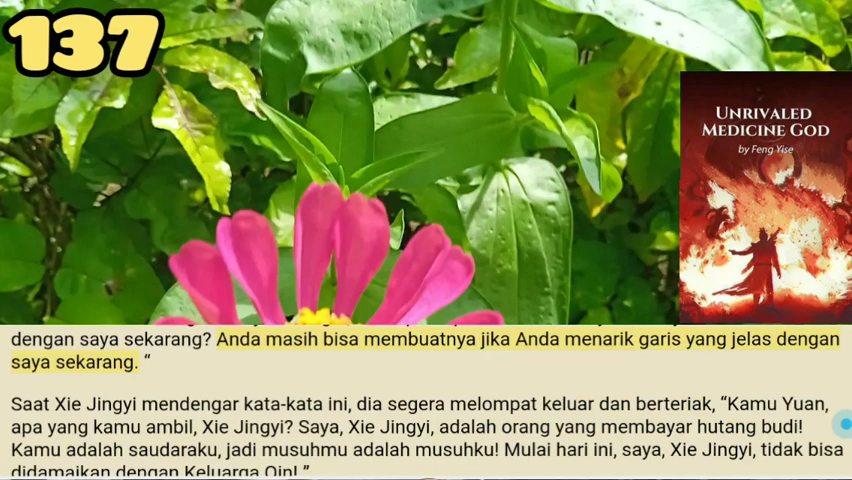 137
UNRIVALED
MEDICINE GOD
by Feng Yise
dengan saya sekarang? Anda masih bisa membuatnya jika Anda menarik garis yang jelas dengan
saya sekarang. “
Saat Xie Jingyi mendengar kata-kata ini, dia segera melompat keluar dan berteriak, “Kamu Yuan,
apa yang kamu ambil, Xie Jingyi? Saya, Xie Jingyi, adalah orang yang membayar hutang budi!
Kamu adalah saudaraku, jadi musuhmu adalah musuhku! Mulai hari ini, saya, Xie Jingyi, tidak bisa
didamaikan dengan Keluarga Qin! ”